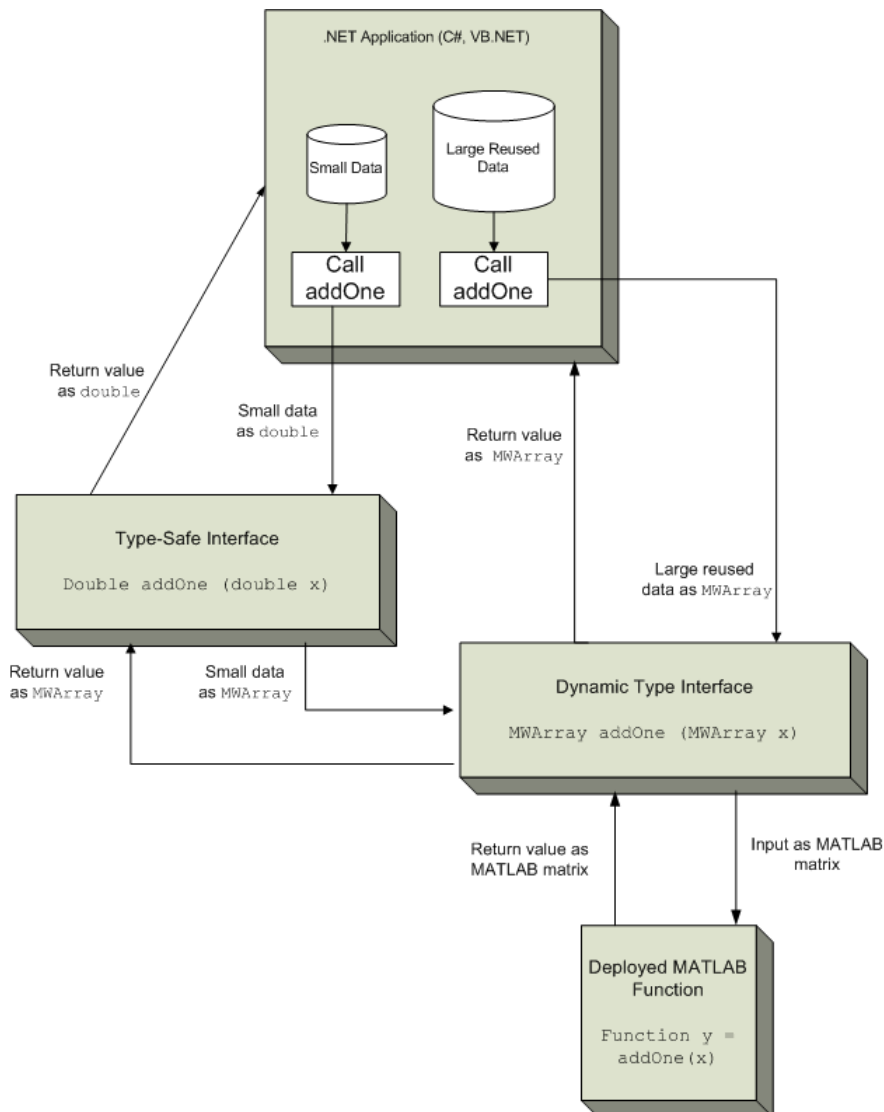 .NET Application (C#, VB.NET)
Small Data
Large Reused
Data
Call
addOne
Call
addOne
Return value
as double
Small data
as double
Return value
as MWArray
Type-Safe Interface
Double addOne (double x)
Large reused
data as MWArray
Return value
as MWArray
Small data
as MWArray
Dynamic Type Interface
MWArray addOne (MWArray x)
Return value as
MATLAB matrix
Input as MATLAB
matrix
Deployed MATLAB
Function
Function y =
addOne(x)